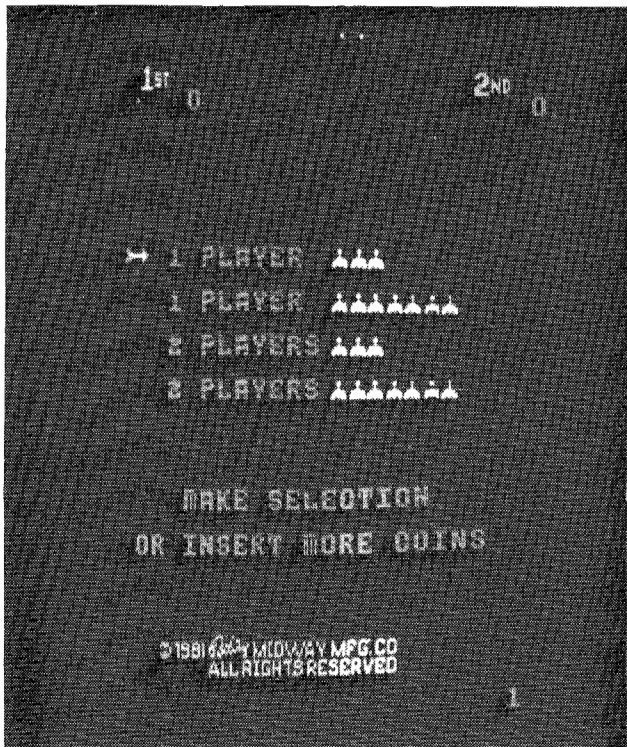 1ST 2ND
0 0
1 PLAYER
1 PLAYER
2 PLAYERS
2 PLAYERS
MAKE SELECTION
OR INSERT MORE COINS
© 1981 Bally MIDWAY MFG.CO
ALL RIGHTS RESERVED
1